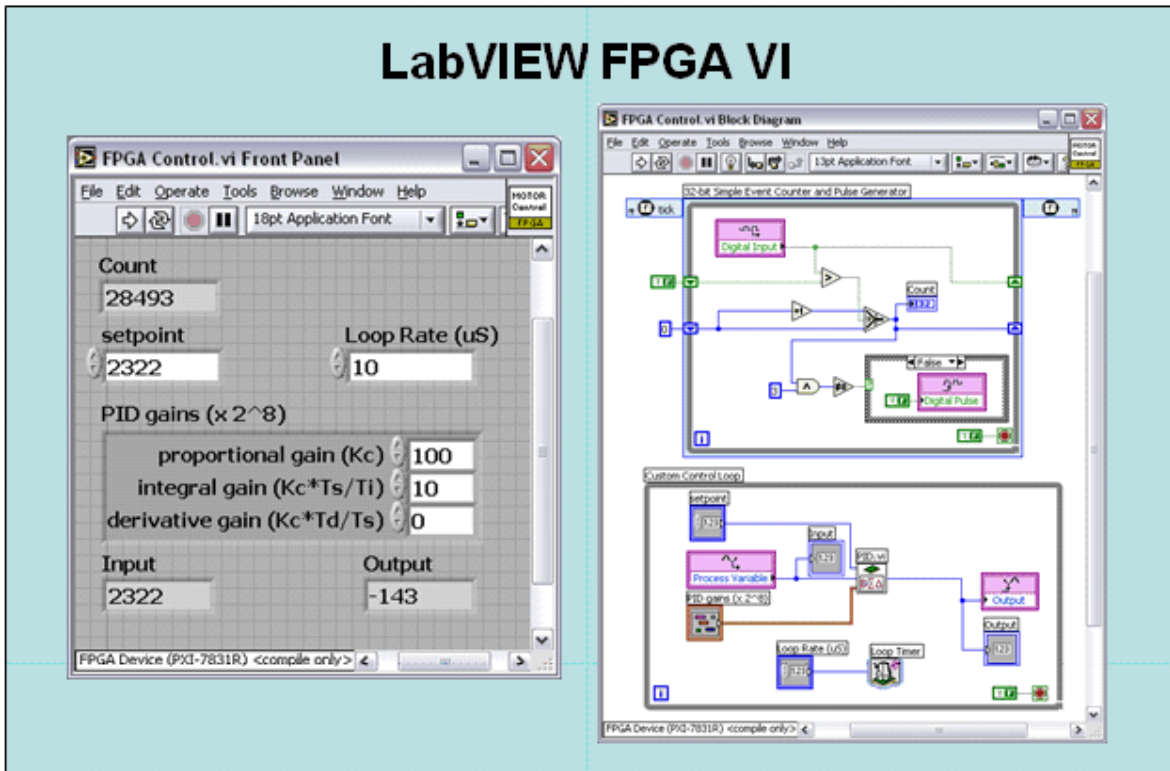 LabVIEW FPGA VI
FPGA Control.vi Front Panel
File Edit Operate Tools Browse Window Help
MOTOR
Control
FPGA
18pt Application Font
Count
28493
setpoint
2322
Loop Rate (uS)
10
PID gains (x 2^8)
proportional gain (Kc) 100
integral gain (Kc*Ts/Ti) 10
derivative gain (Kc*Td/Ts) 0
Input
2322
Output
-143
FPGA Device (PXI-7831R) <compile only>
FPGA Control.vi Block Diagram
File Edit Operate Tools Browse Window Help
MOTOR
Control
FPGA
13pt Application Font
32-bit Simple Event Counter and Pulse Generator
tick
Digital Input
Count
False
Digital Pulse
i
Custom Control Loop
setpoint
Input
PID.vi
Process Variable
PID gains (x 2^8)
Output
Output
Loop Rate (uS)
Loop Timer
i
FPGA Device (PXI-7831R) <compile only>